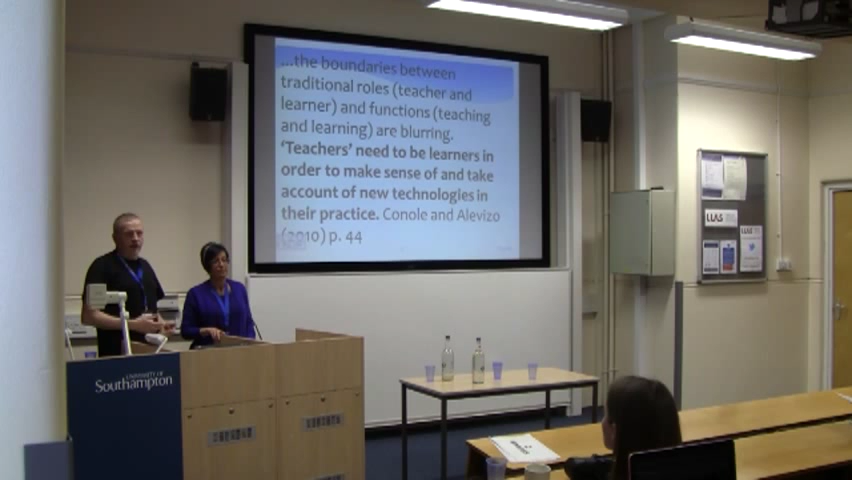 ...the boundaries between
traditional roles (teacher and
learner) and functions (teaching
and learning) are blurring.
'Teachers' need to be learners in
order to make sense of and take
account of new technologies in
their practice. Conole and Alevizo
(2010) p. 44
LLAS
UNIVERSITY OF
Southampton